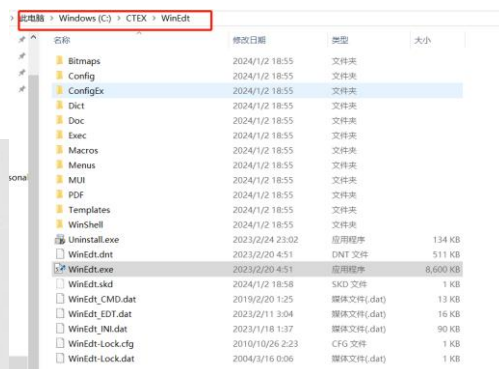 此电脑 > Windows (C:) > CTEX > WinEdt
名称 修改日期 类型 大小
Bitmaps 2024/1/2 18:55 文件夹
Config 2024/1/2 18:55 文件夹
ConfigEx 2024/1/2 18:55 文件夹
Dict 2024/1/2 18:55 文件夹
Doc 2024/1/2 18:55 文件夹
Exec 2024/1/2 18:55 文件夹
Macros 2024/1/2 18:55 文件夹
Menus 2024/1/2 18:55 文件夹
MUI 2024/1/2 18:55 文件夹
sonal
PDF 2024/1/2 18:55 文件夹
Templates 2024/1/2 18:55 文件夹
WinShell 2024/1/2 18:55 文件夹
Uninstall.exe 2023/2/24 23:02 应用程序 134 KB
WinEdt.dnt 2023/2/20 4:51 DNT 文件 511 KB
WinEdt.exe 2023/2/20 4:51 应用程序 8,600 KB
WinEdt.skd 2024/1/2 18:58 SKD 文件 1 KB
WinEdt_CMD.dat 2019/2/20 1:25 媒体文件(.dat) 13 KB
WinEdt_EDT.dat 2023/2/11 3:04 媒体文件(.dat) 16 KB
WinEdt_INI.dat 2023/1/18 1:37 媒体文件(.dat) 90 KB
WinEdt-Lock.cfg 2010/10/26 2:23 CFG 文件 1 KB
WinEdt-Lock.dat 2004/3/16 0:06 媒体文件(.dat) 1 KB